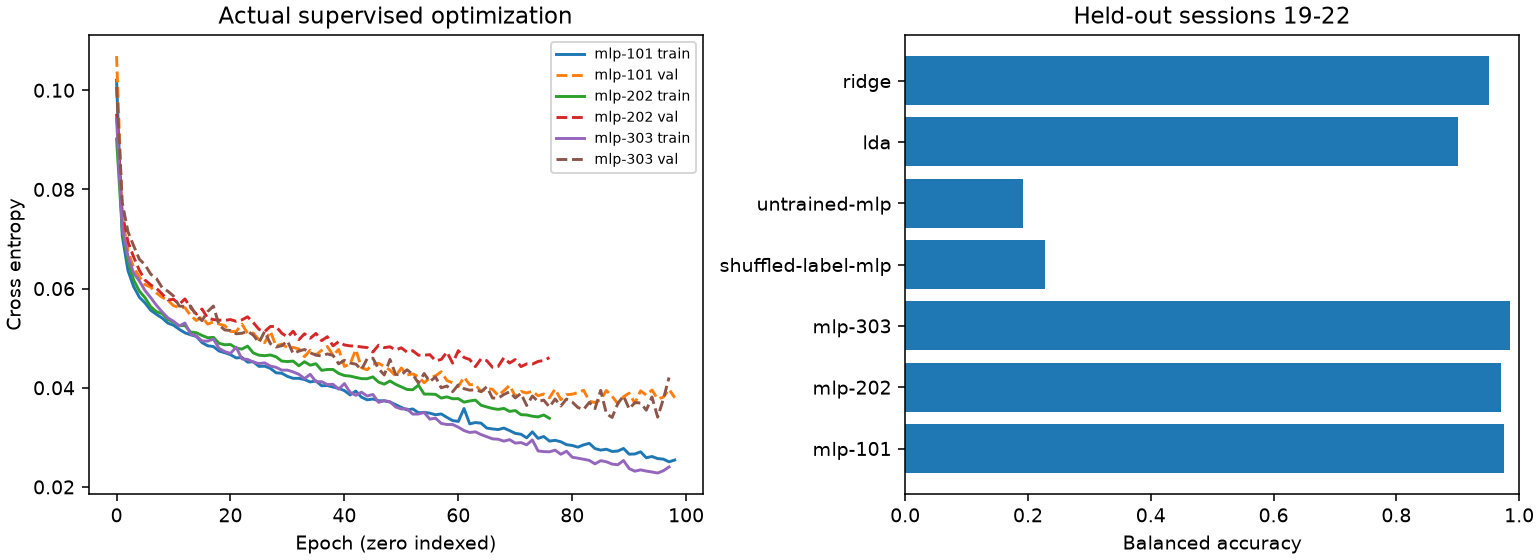 Actual supervised optimization
Cross entropy
0.10
0.08
0.06
0.04
0.02
mlp-101 train
mlp-101 val
mlp-202 train
mlp-202 val
mlp-303 train
mlp-303 val
0 20 40 60 80 100
Epoch (zero indexed)
Held-out sessions 19-22
ridge
lda
untrained-mlp
shuffled-label-mlp
mlp-303
mlp-202
mlp-101
0.0 0.2 0.4 0.6 0.8 1.0
Balanced accuracy